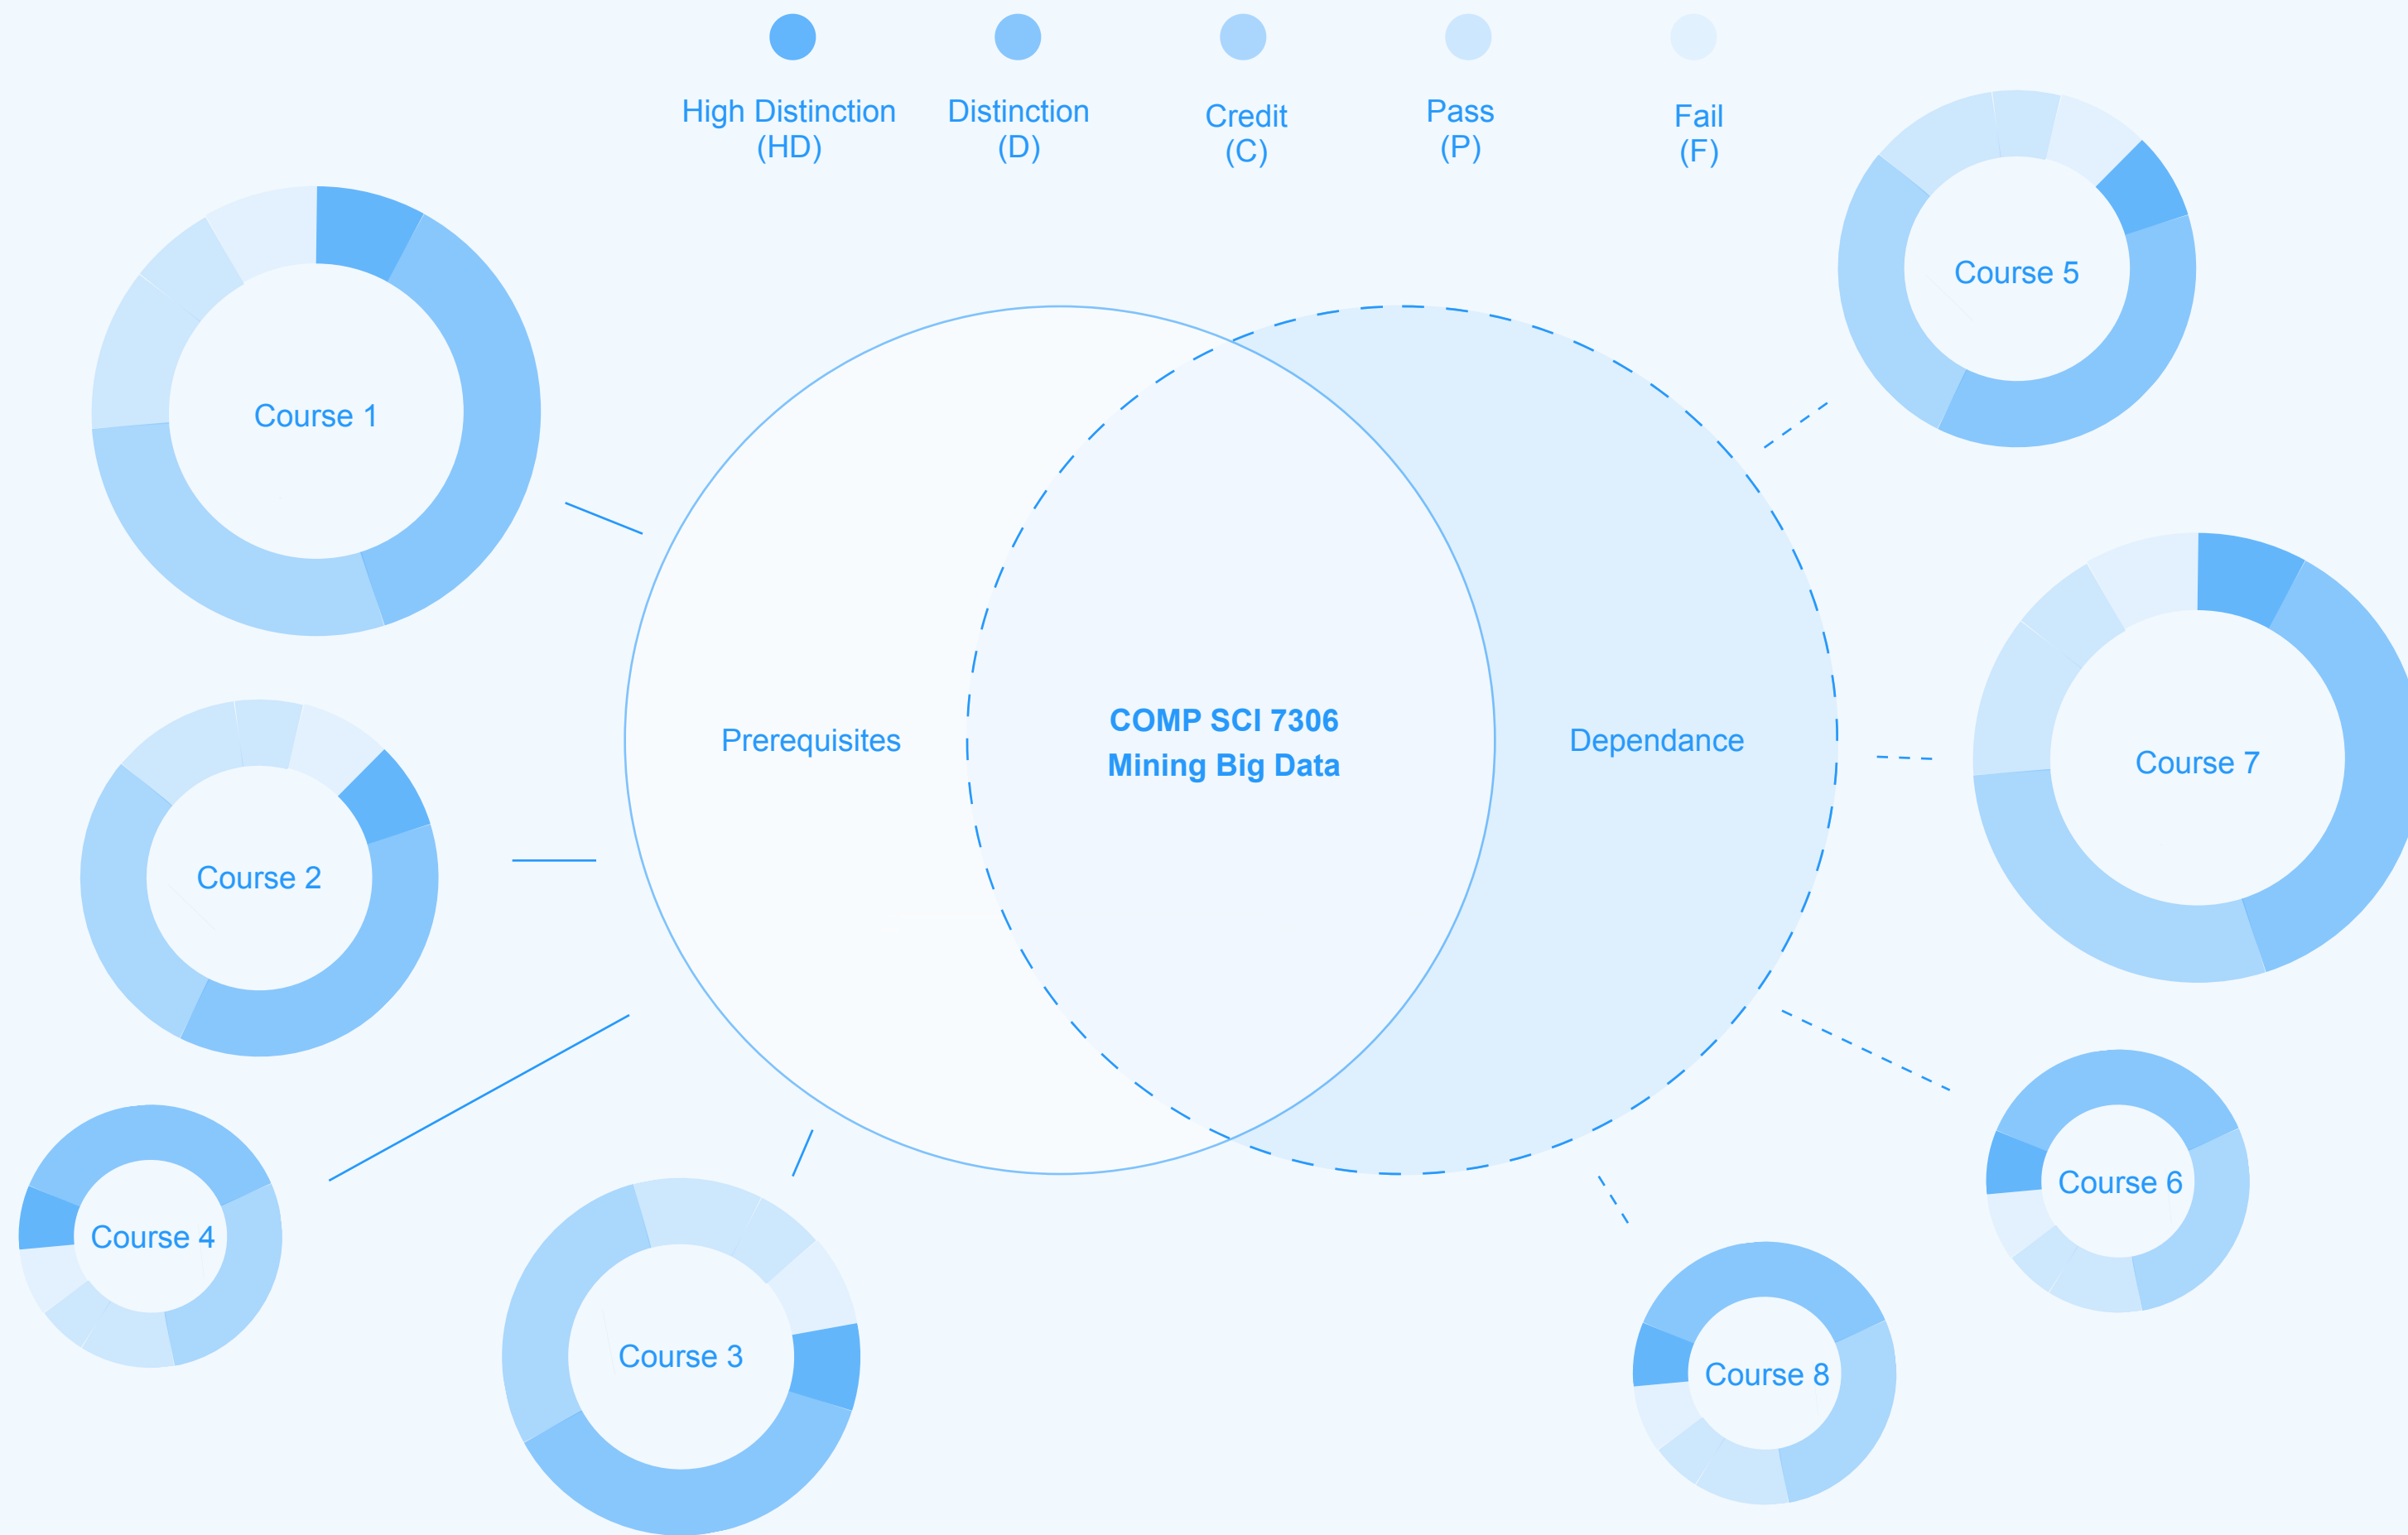 High Distinction
(HD)
Distinction
(D)
Credit
(C)
Pass
(P)
Fail
(F)
Course 1
Course 5
Prerequisites
COMP SCI 7306
Mining Big Data
Dependance
Course 7
Course 2
Course 4
Course 6
Course 3
Course 8